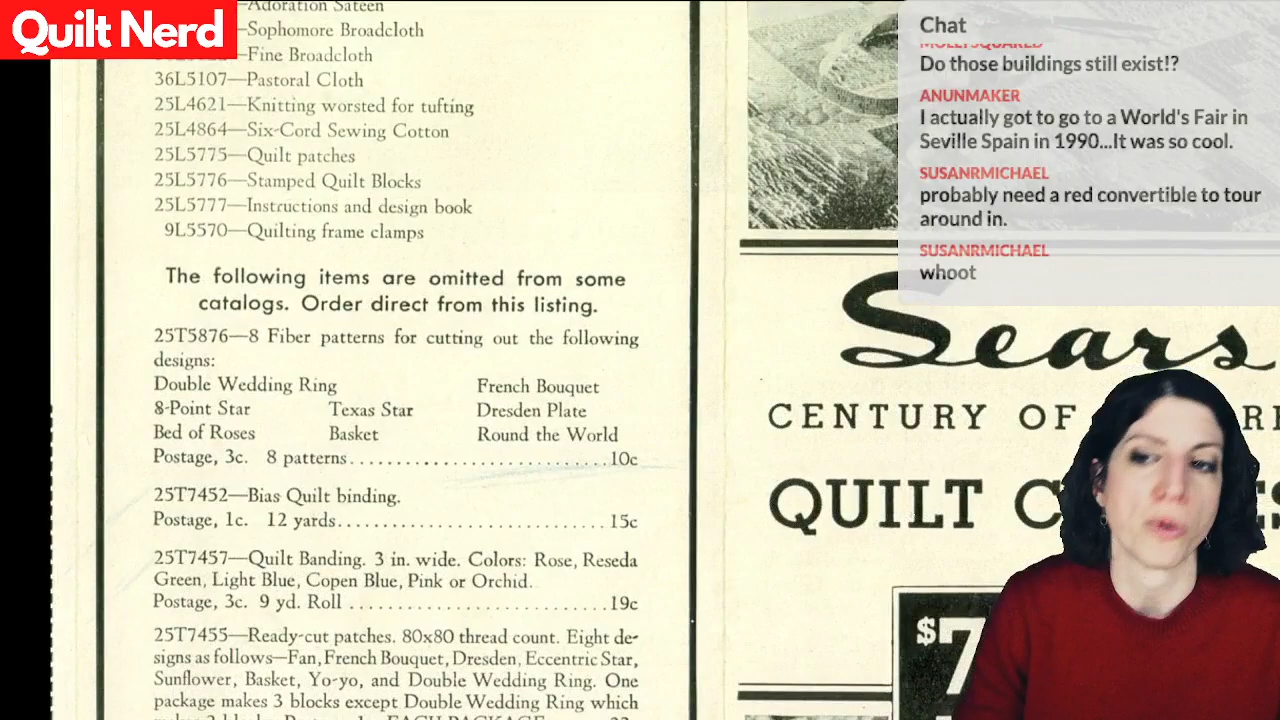 Quilt Nerd
Adoration Sateen
Sophomore Broadcloth
Fine Broadcloth
36L5107—Pastoral Cloth
25L4621—Knitting worsted for tufting
25L4864—Six-Cord Sewing Cotton
25L5775—Quilt patches
25L5776—Stamped Quilt Blocks
25L5777—Instructions and design book
9L5570—Quilting frame clamps
The following items are omitted from some
catalogs. Order direct from this listing.
25T5876—8 Fiber patterns for cutting out the following
designs:
Double Wedding Ring French Bouquet
8-Point Star Texas Star Dresden Plate
Bed of Roses Basket Round the World
Postage, 3c. 8 patterns..........................10c
25T7452—Bias Quilt binding.
Postage, 1c. 12 yards.............................15c
25T7457—Quilt Banding. 3 in. wide. Colors: Rose, Reseda
Green, Light Blue, Copen Blue, Pink or Orchid.
Postage, 3c. 9 yd. Roll ..........................19c
25T7455—Ready-cut patches. 80x80 thread count. Eight de-
signs as follows—Fan, French Bouquet, Dresden, Eccentric Star,
Sunflower, Basket, Yo-yo, and Double Wedding Ring. One
package makes 3 blocks except Double Wedding Ring which
Sears
CENTURY OF
QUILT
$7
Chat
MOLLYSQUARED
Do those buildings still exist!?
ANUNMAKER
I actually got to go to a World's Fair in
Seville Spain in 1990...It was so cool.
SUSANRMICHAEL
probably need a red convertible to tour
around in.
SUSANRMICHAEL
whoot